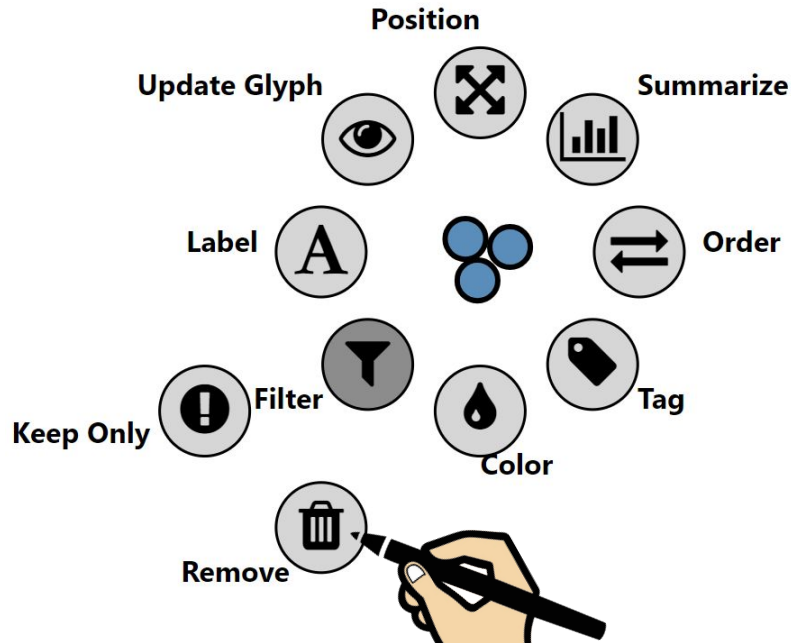 Position
Update Glyph
Summarize
Label
A
Order
Filter
Tag
Keep Only
Color
Remove